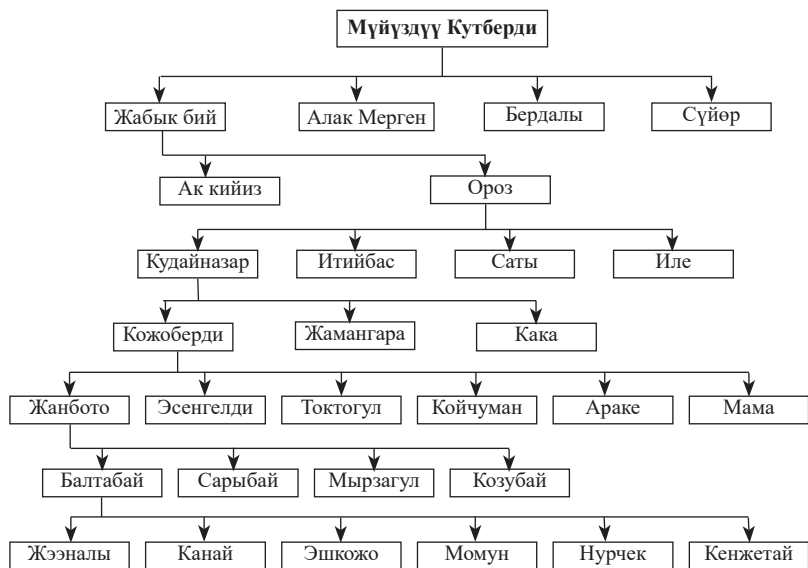 Мүйүздүү Кутберди
Жабык бий Алак Мерген Бердалы Сүйөр
Ак кийиз Ороз
Кудайназар Итийбас Саты Иле
Кожоберди Жамангара Кака
Жанбото Эсенгелди Токтогул Койчуман Араке Мама
Балтабай Сарыбай Мырзагул Козубай
Жээналы Канай Эшкожо Момун Нурчек Кенжетай